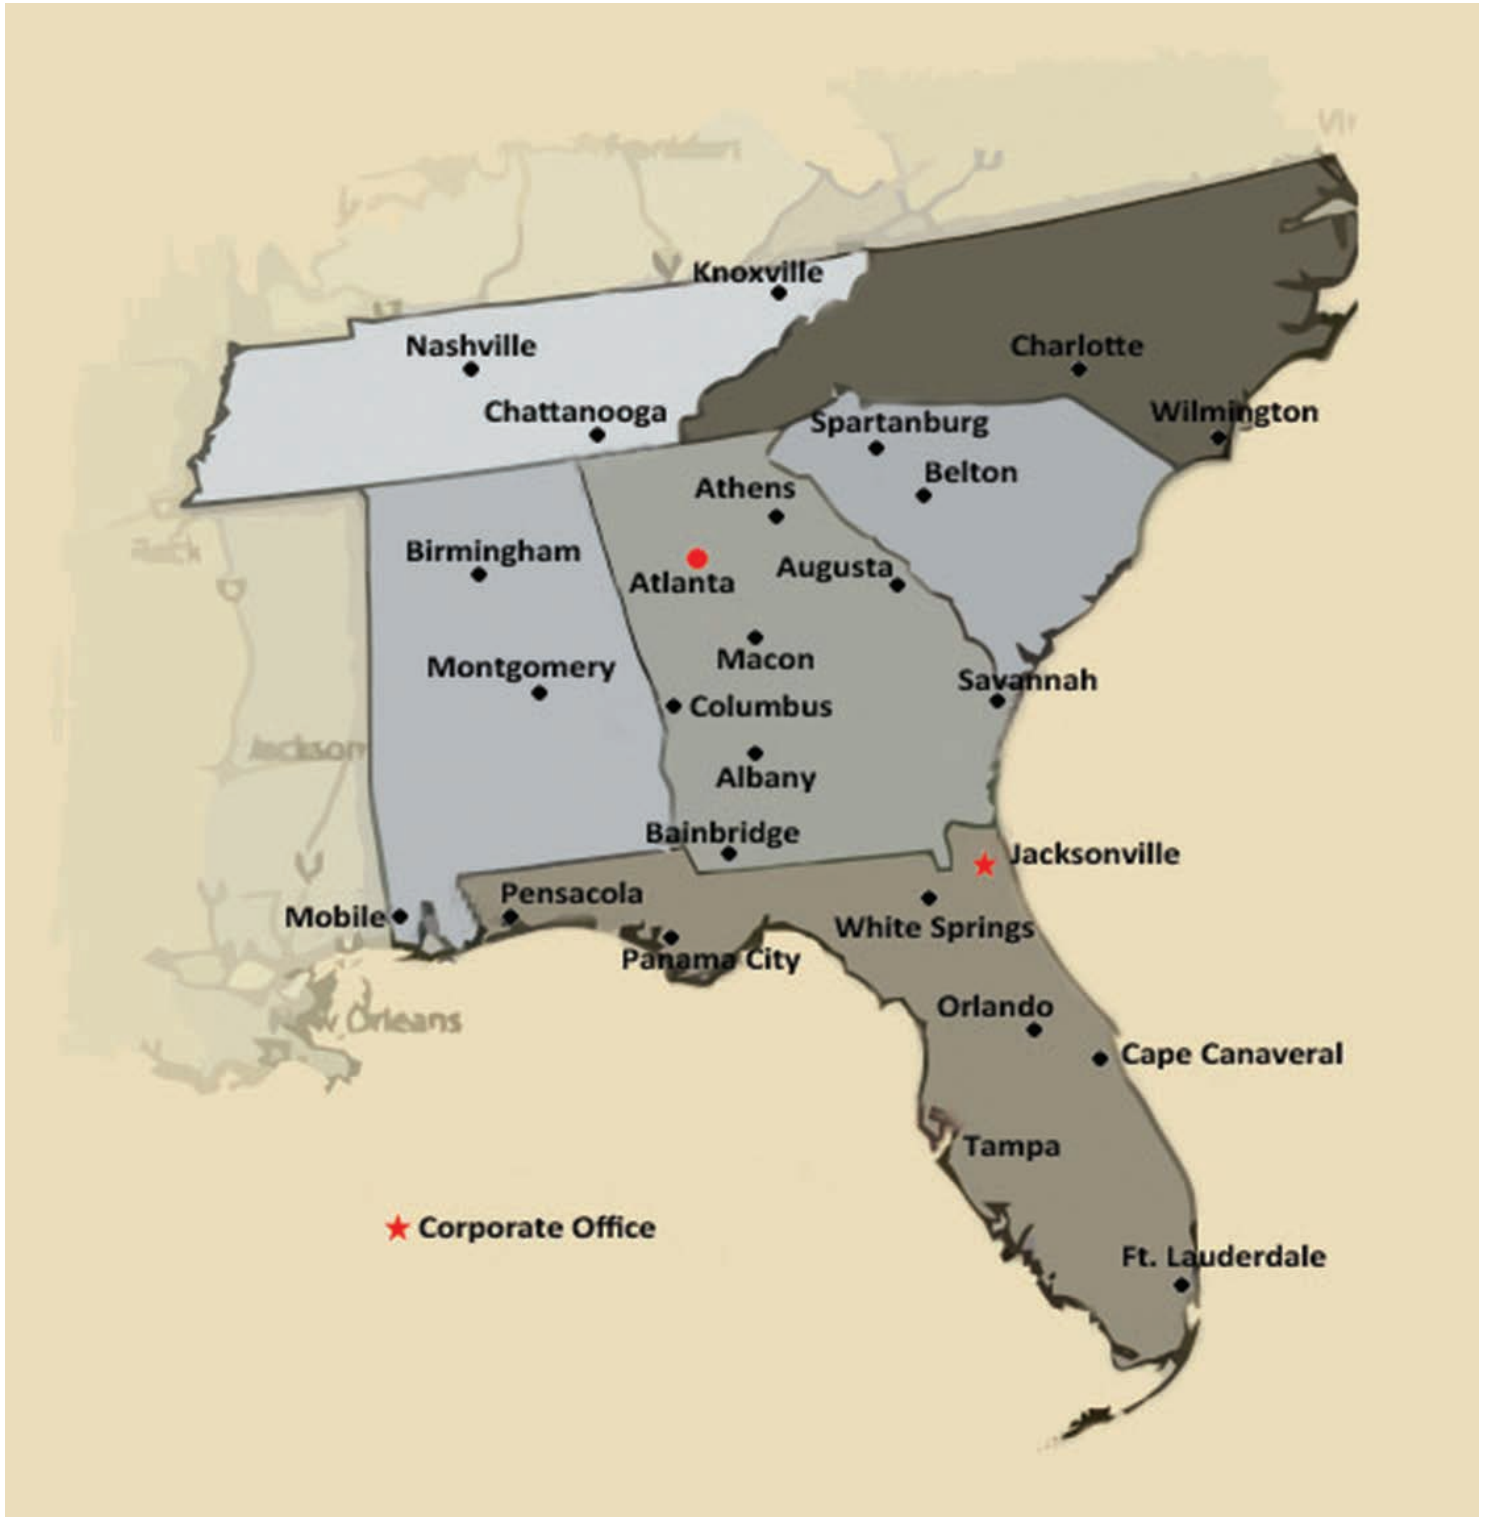 Knoxville
Nashville
Charlotte
Chattanooga
Wilmington
Spartanburg
Belton
Athens
Birmingham
Augusta
Atlanta
Macon
Montgomery
Savannah
Columbus
Jackson
Albany
Bainbridge
Jacksonville
Pensacola
Mobile
White Springs
Panama City
Orlando
New Orleans
Cape Canaveral
Tampa
Corporate Office
Ft. Lauderdale